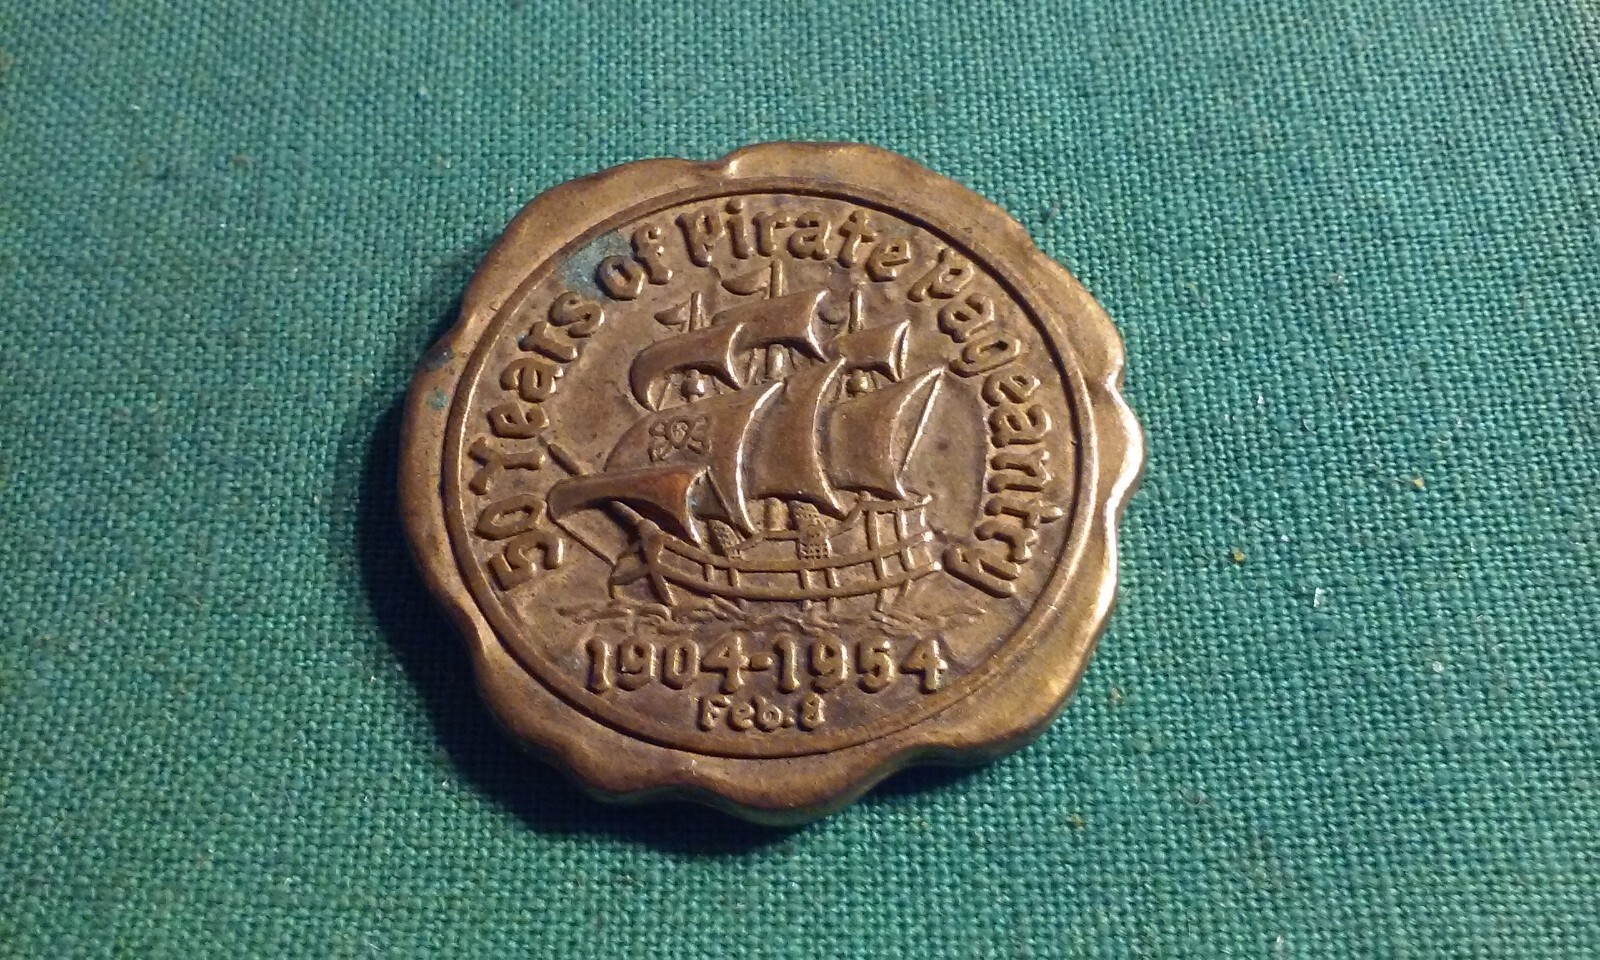 50 Years of Pirate Pageantry
1904-1954
Feb. 8